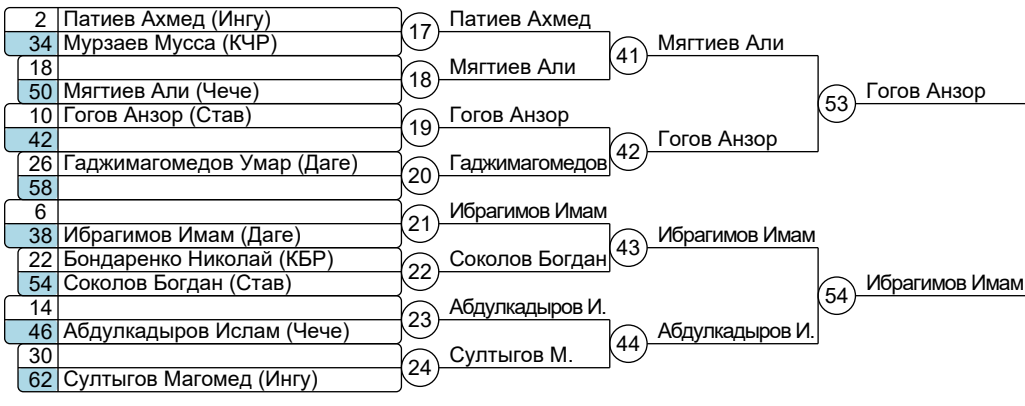 2 Патиев Ахмед (Ингу)
34 Мурзаев Мусса (КЧР)
17
Патиев Ахмед
18
50 Мягтиев Али (Чече)
18
Мягтиев Али
41
Мягтиев Али
10 Гогов Анзор (Став)
42
19
Гогов Анзор
26 Гаджимагомедов Умар (Даге)
58
20
Гаджимагомедов
42
Гогов Анзор
53
Гогов Анзор
6
38 Ибрагимов Имам (Даге)
21
Ибрагимов Имам
22 Бондаренко Николай (КБР)
54 Соколов Богдан (Став)
22
Соколов Богдан
43
Ибрагимов Имам
14
46 Абдулкадыров Ислам (Чече)
23
Абдулкадыров И.
30
62 Султыгов Магомед (Ингу)
24
Султыгов М.
44
Абдулкадыров И.
54
Ибрагимов Имам